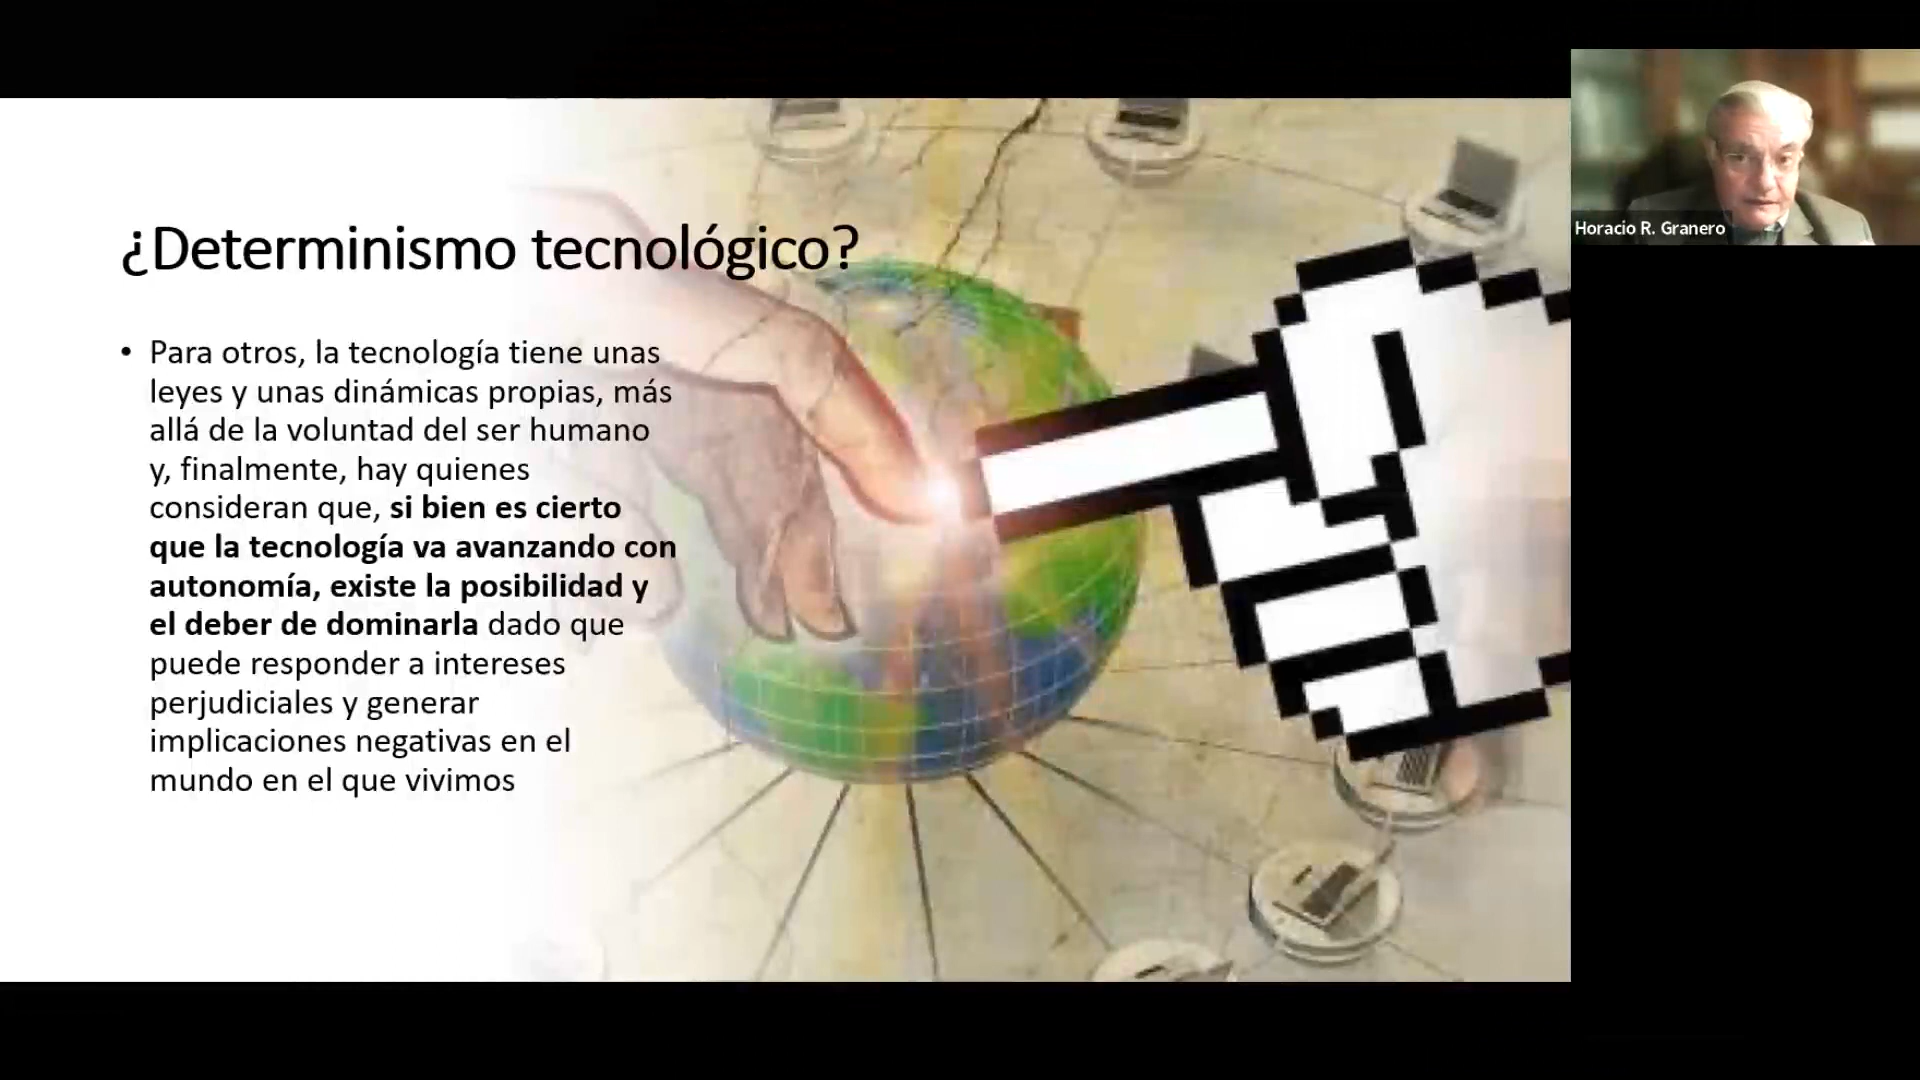 ¿Determinismo tecnológico?
• Para otros, la tecnología tiene unas
leyes y unas dinámicas propias, más
allá de la voluntad del ser humano
y, finalmente, hay quienes
consideran que, si bien es cierto
que la tecnología va avanzando con
autonomía, existe la posibilidad y
el deber de dominarla dado que
puede responder a intereses
perjudiciales y generar
implicaciones negativas en el
mundo en el que vivimos
Horacio R. Granero